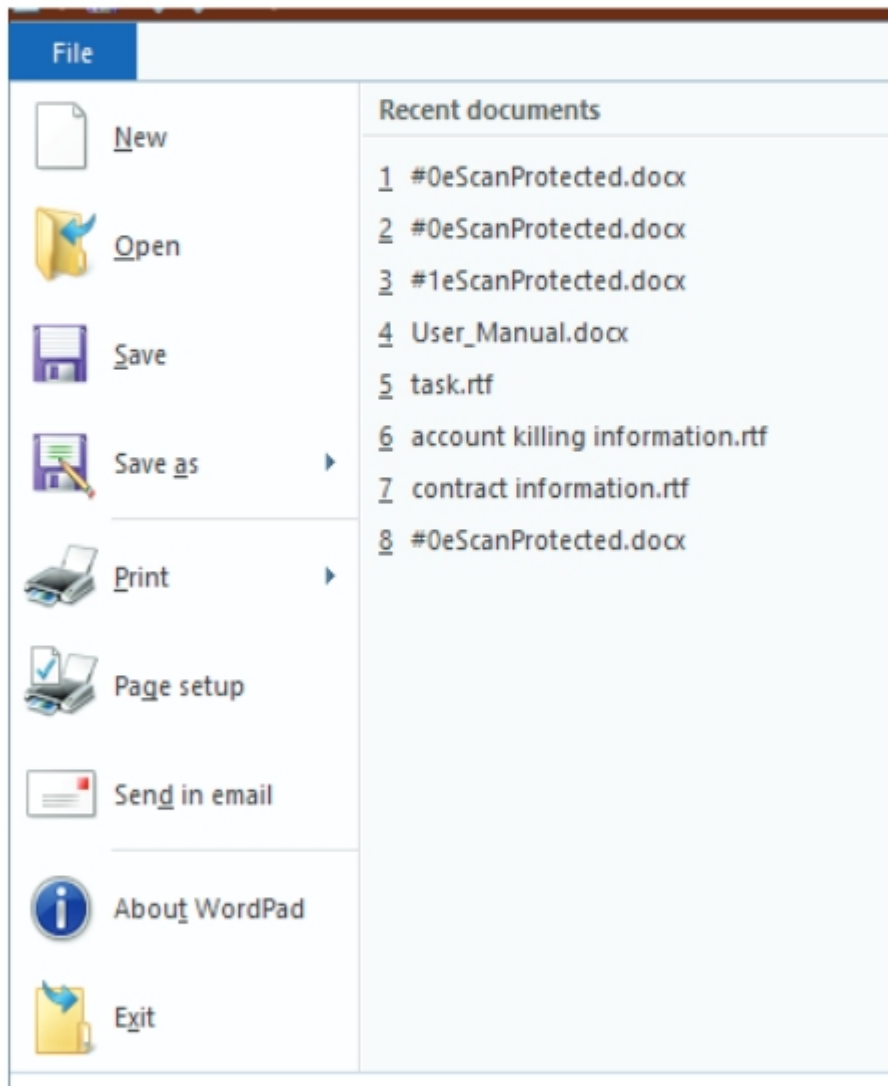 File
New
Open
Save
Save as
Print
Page setup
Send in email
About WordPad
Exit
Recent documents
1 #0eScanProtected.docx
2 #0eScanProtected.docx
3 #1eScanProtected.docx
4 User_Manual.docx
5 task.rtf
6 account killing information.rtf
7 contract information.rtf
8 #0eScanProtected.docx